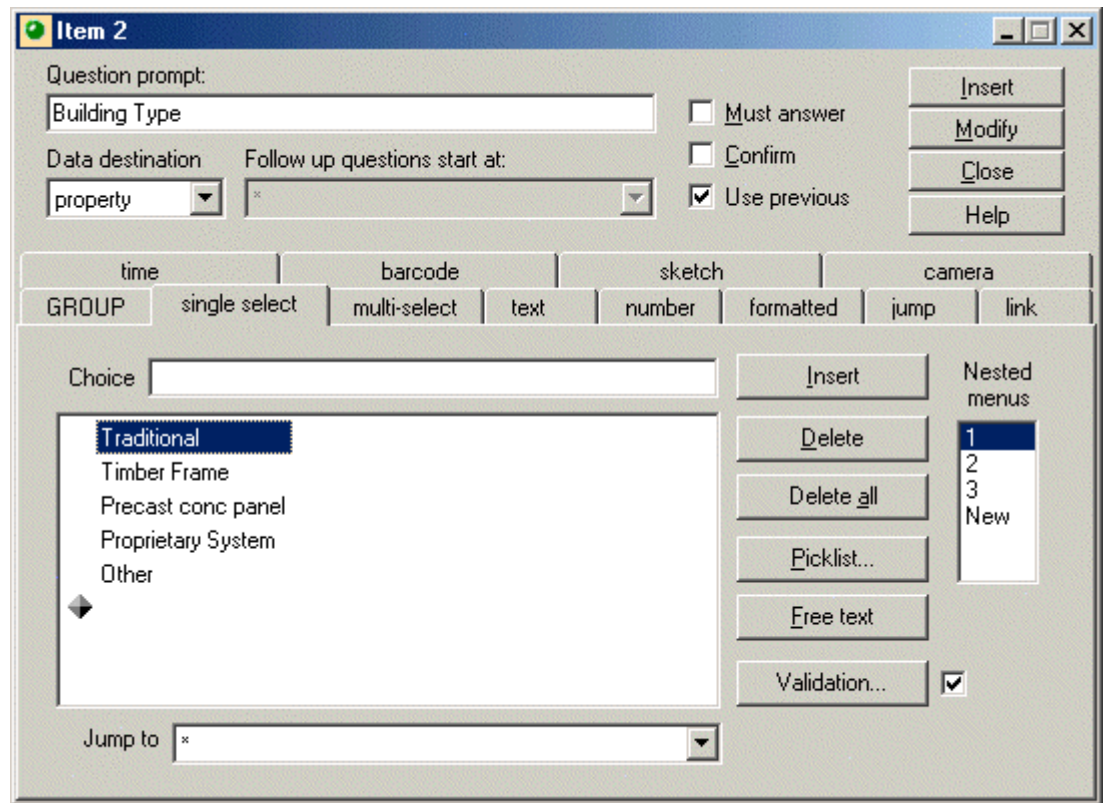 Item 2
Question prompt:
Building Type
Must answer
Confirm
Use previous
Insert
Modify
Close
Help
Data destination Follow up questions start at:
property *
time barcode sketch camera
GROUP single select multi-select text number formatted jump link
Choice
Insert
Nested
menus
Traditional
Timber Frame
Precast conc panel
Proprietary System
Other
Delete
Delete all
Picklist...
Free text
Validation...
1
2
3
New
Jump to *